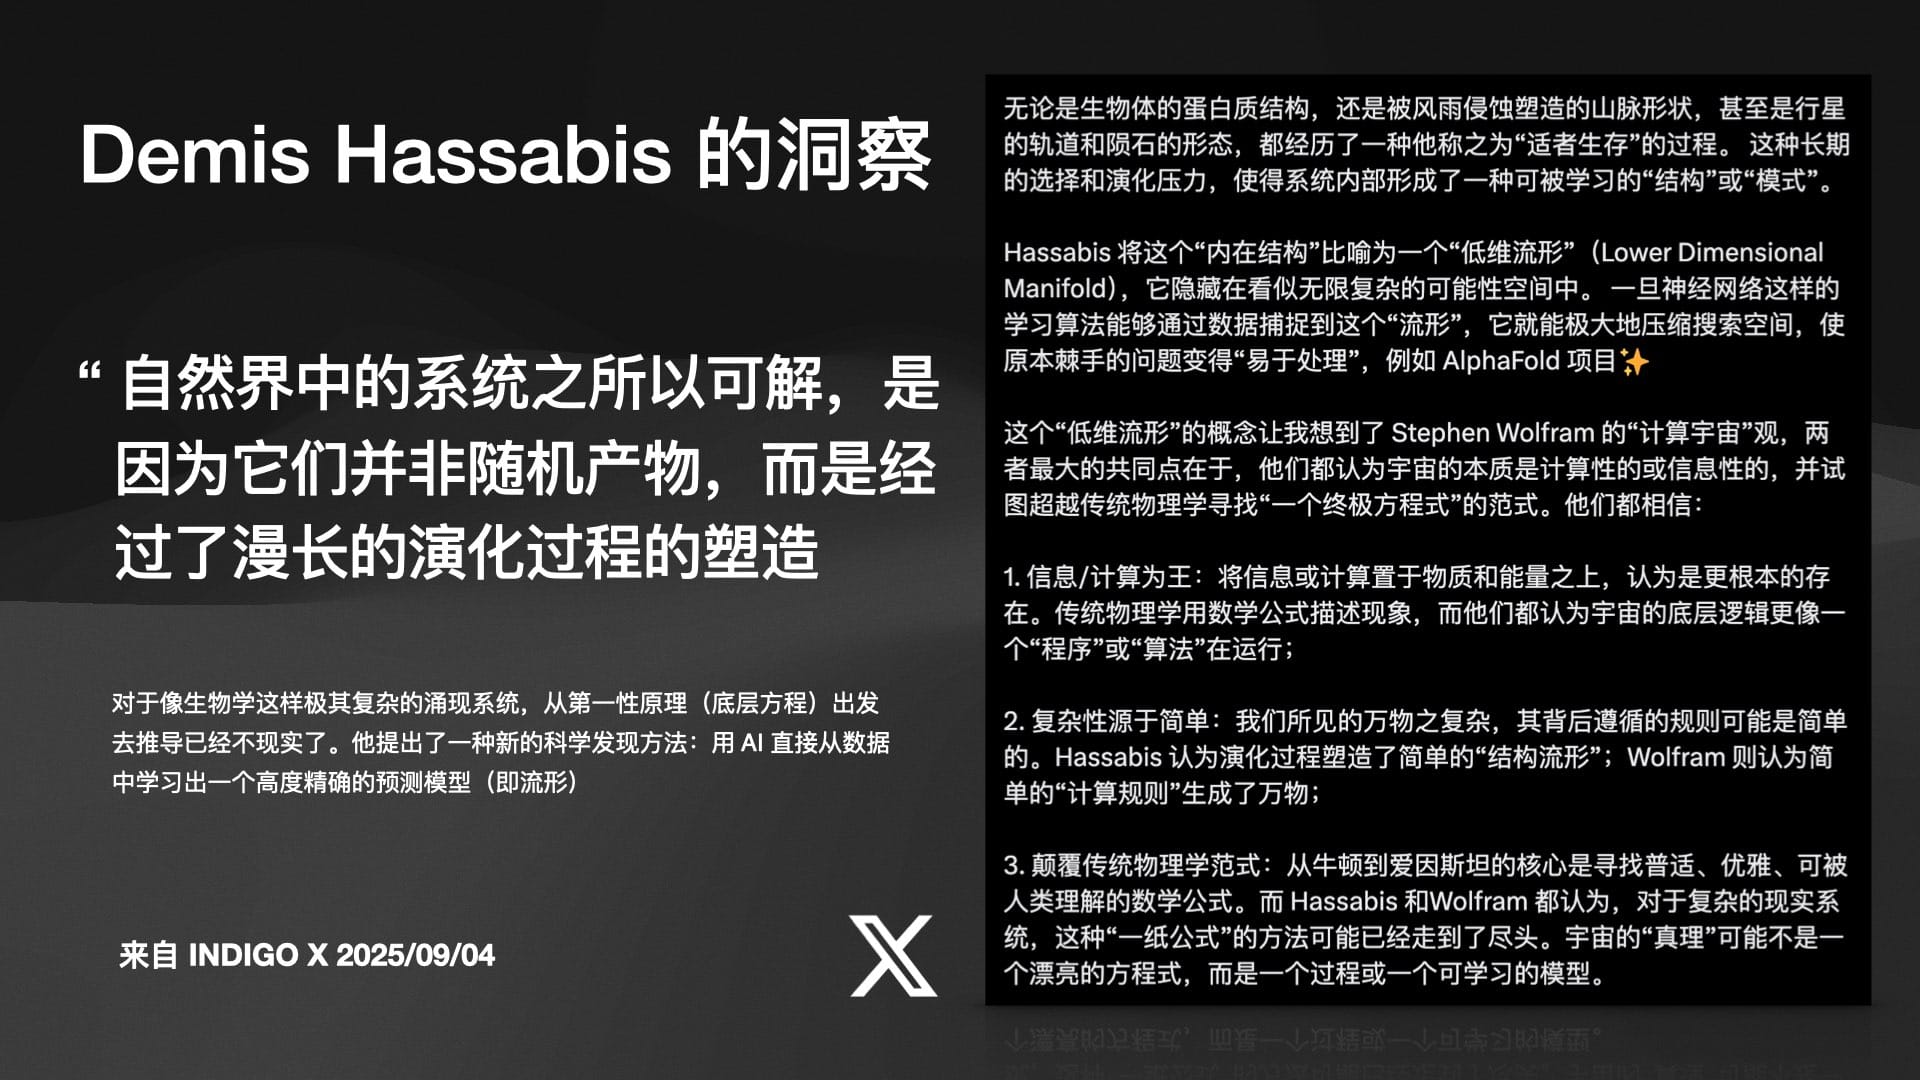 Demis Hassabis 的洞察
“ 自然界中的系统之所以可解，是
因为它们并非随机产物，而是经
过了漫长的演化过程的塑造
对于像生物学这样极其复杂的涌现系统，从第一性原理（底层方程）出发
去推导已经不现实了。他提出了一种新的科学发现方法：用 AI 直接从数据
中学习出一个高度精确的预测模型（即流形）
来自 INDIGO X 2025/09/04
无论是生物体的蛋白质结构，还是被风雨侵蚀塑造的山脉形状，甚至是行星
的轨道和陨石的形态，都经历了一种他称之为“适者生存”的过程。 这种长期
的选择和演化压力，使得系统内部形成了一种可被学习的“结构”或“模式”。
Hassabis 将这个“内在结构”比喻为一个“低维流形”（Lower Dimensional
Manifold），它隐藏在看似无限复杂的可能性空间中。 一旦神经网络这样的
学习算法能够通过数据捕捉到这个“流形”，它就能极大地压缩搜索空间，使
原本棘手的问题变得“易于处理”，例如 AlphaFold 项目✨
这个“低维流形”的概念让我想到了 Stephen Wolfram 的“计算宇宙”观，两
者最大的共同点在于，他们都认为宇宙的本质是计算性的或信息性的，并试
图超越传统物理学寻找“一个终极方程式”的范式。他们都相信：
1. 信息/计算为王：将信息或计算置于物质和能量之上，认为是更根本的存
在。传统物理学用数学公式描述现象，而他们都认为宇宙的底层逻辑更像一
个“程序”或“算法”在运行；
2. 复杂性源于简单：我们所见的万物之复杂，其背后遵循的规则可能是简单
的。Hassabis 认为演化过程塑造了简单的“结构流形”；Wolfram 则认为简
单的“计算规则”生成了万物；
3. 颠覆传统物理学范式：从牛顿到爱因斯坦的核心是寻找普适、优雅、可被
人类理解的数学公式。而 Hassabis 和Wolfram 都认为，对于复杂的现实系
统，这种“一纸公式”的方法可能已经走到了尽头。宇宙的“真理”可能不是一
个漂亮的方程式，而是一个过程或一个可学习的模型。